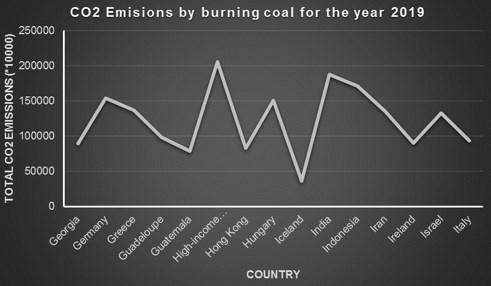 CO2 Emisions by burning coal for the year 2019
TOTAL CO2 EMISSIONS (*10000)
250000
200000
150000
100000
50000
0
Georgia
Germany
Greece
Guadeloupe
Guatemala
High-income...
Hong Kong
Hungary
Iceland
India
Indonesia
Iran
Ireland
Israel
Italy
COUNTRY